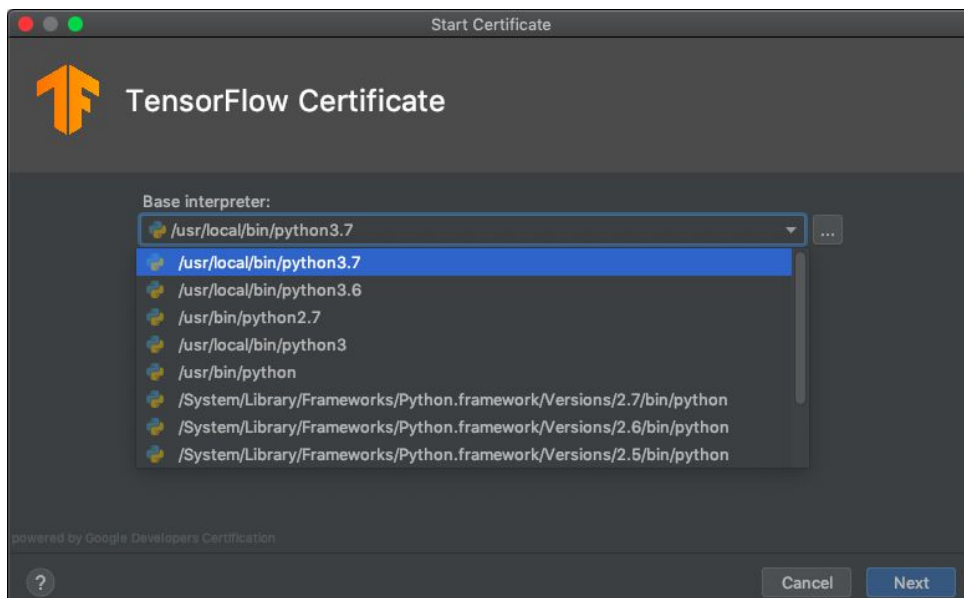 Start Certificate
TensorFlow Certificate
Base interpreter:
/usr/local/bin/python3.7
...
/usr/local/bin/python3.7
/usr/local/bin/python3.6
/usr/bin/python2.7
/usr/local/bin/python3
/usr/bin/python
/System/Library/Frameworks/Python.framework/Versions/2.7/bin/python
/System/Library/Frameworks/Python.framework/Versions/2.6/bin/python
/System/Library/Frameworks/Python.framework/Versions/2.5/bin/python
powered by Google Developers Certification
?
Cancel
Next